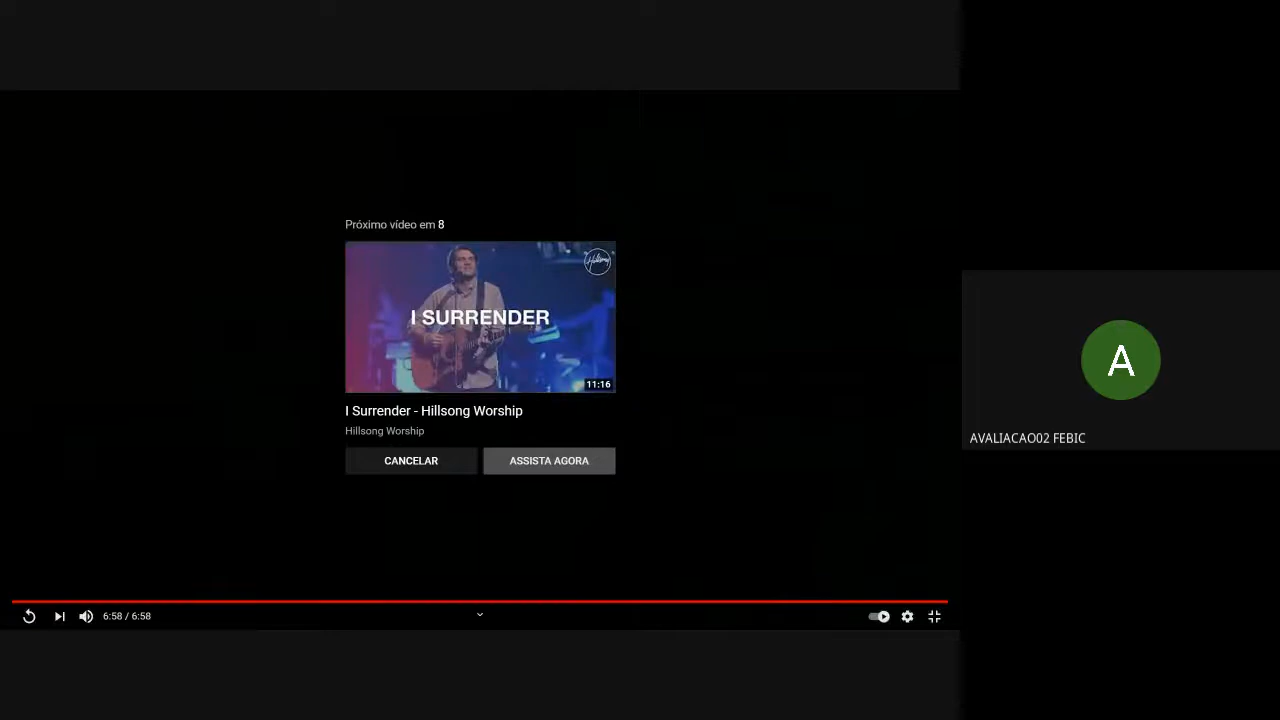 Próximo vídeo em 8
Hillsong
I SURRENDER
11:16
I Surrender - Hillsong Worship
Hillsong Worship
CANCELAR
ASSISTA AGORA
6:58 / 6:58
A
AVALIACAO02 FEBIC